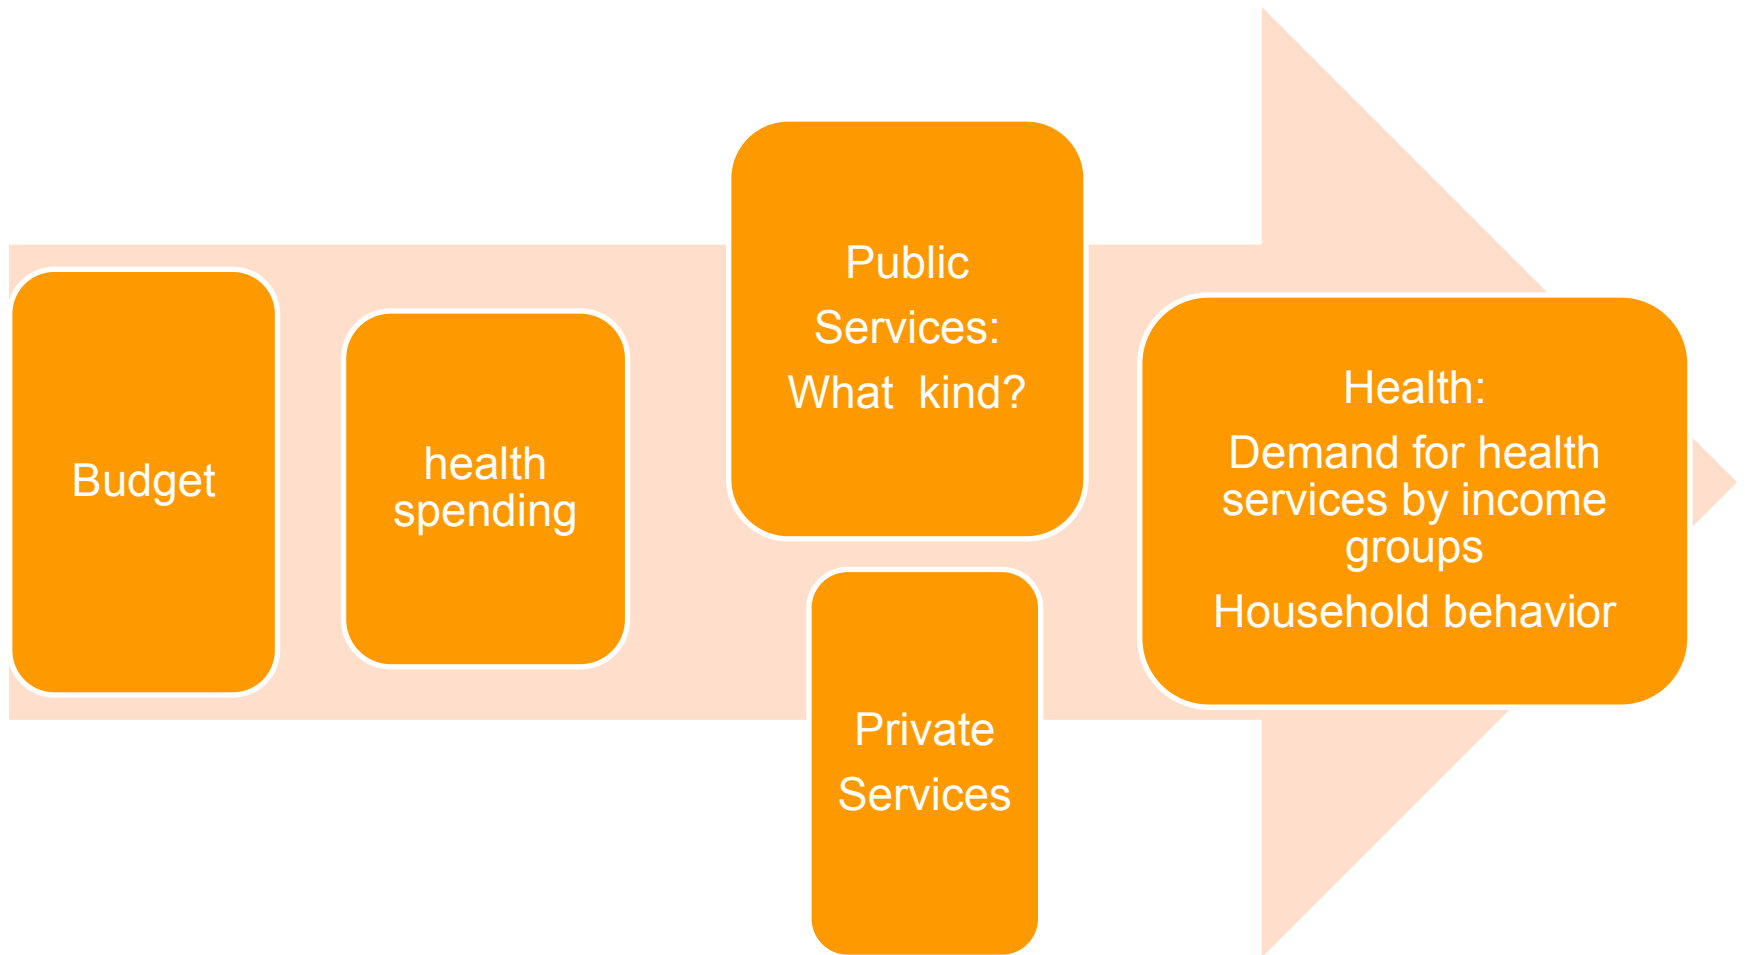 Budget
health
spending
Public
Services:
What  kind?
Private
Services
Health:
Demand for health
services by income
groups
Household behavior